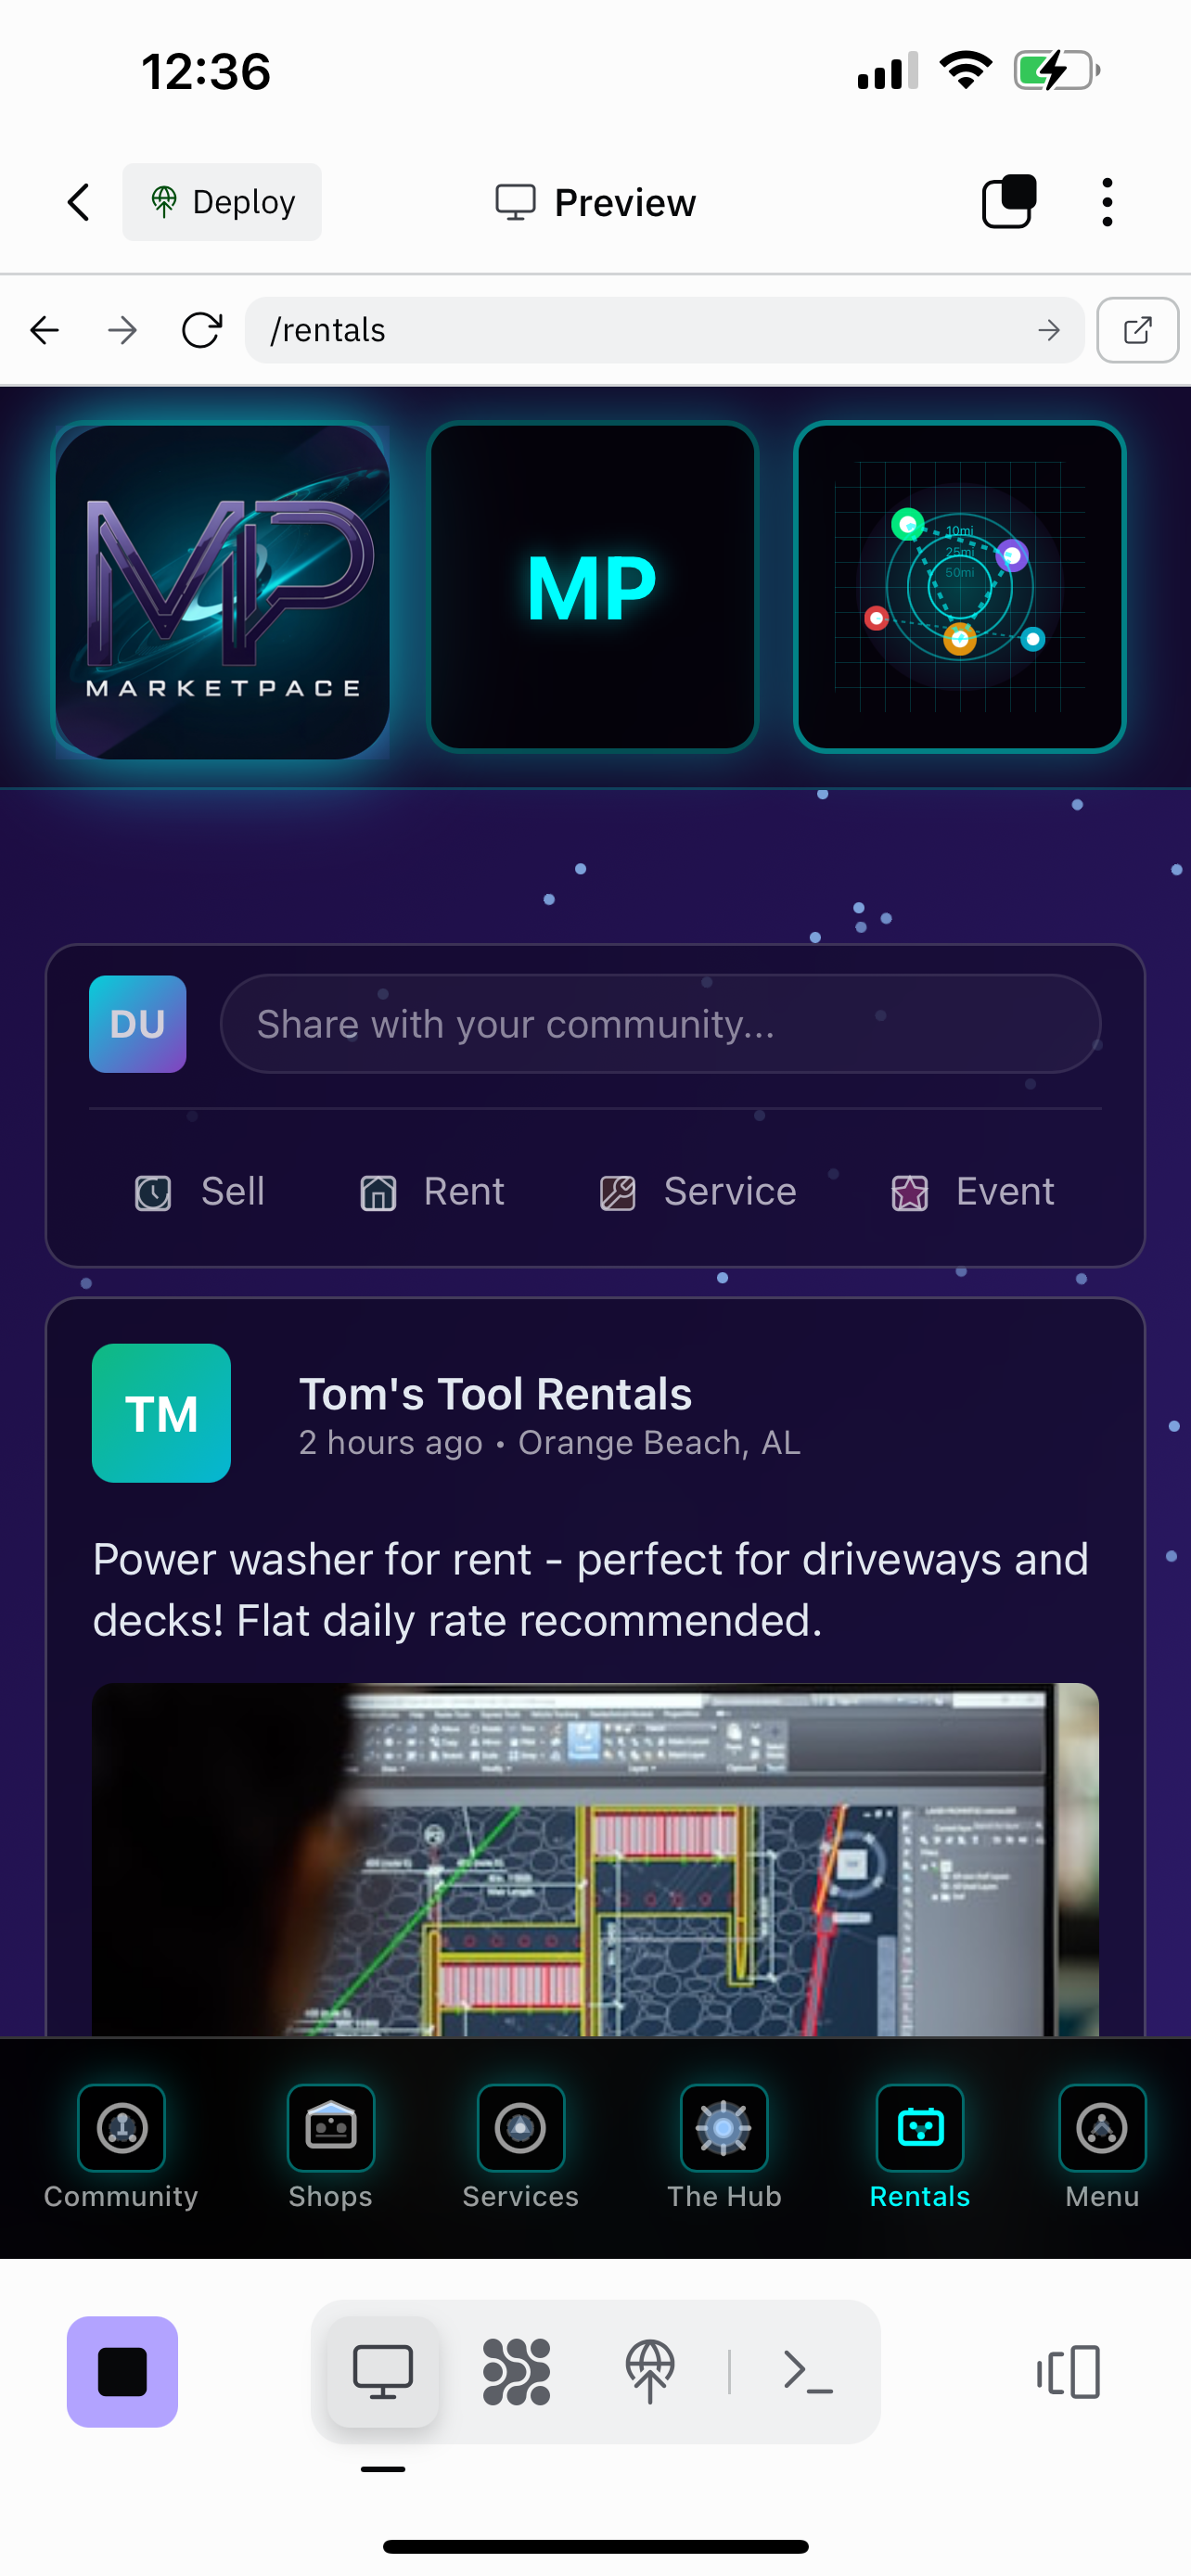 12:36
Deploy
Preview
/rentals
MP
MARKETPACE
MP
10mi
25mi
50mi
DU
Share with your community...
Sell
Rent
Service
Event
TM
Tom's Tool Rentals
2 hours ago • Orange Beach, AL
Power washer for rent - perfect for driveways and
decks! Flat daily rate recommended.
Community
Shops
Services
The Hub
Rentals
Menu